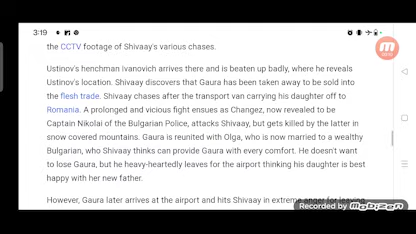 3:19
the CCTV footage of Shivaay's various chases.
Ustinov's henchman Ivanovich arrives there and is beaten up badly, where he reveals
Ustinov's location. Shivaay discovers that Gaura has been taken away to be sold into
the flesh trade. Shivaay chases after the transport van carrying his daughter off to
Romania. A prolonged and vicious fight ensues as Changez, now revealed to be
Captain Nikolai of the Bulgarian Police, attacks Shivaay, but gets killed by the latter in
snow covered mountains. Gaura is reunited with Olga, who is now married to a wealthy
Bulgarian, who Shivaay thinks can provide Gaura with every comfort. He doesn't want
to lose Gaura, but he heavy-heartedly leaves for the airport thinking his daughter is best
happy with her new father.
However, Gaura later arrives at the airport and hits Shivaay in extreme anger for leaving
Recorded by mobizen